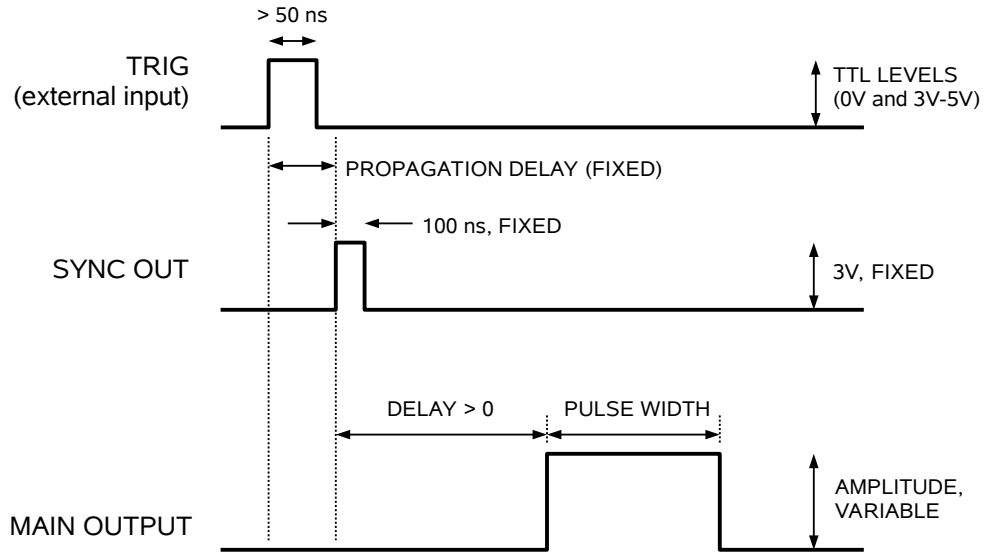 > 50 ns
TRIG
(external input)
TTL LEVELS
(0V and 3V-5V)
PROPAGATION DELAY (FIXED)
100 ns, FIXED
SYNC OUT
3V, FIXED
DELAY > 0
PULSE WIDTH
AMPLITUDE,
VARIABLE
MAIN OUTPUT